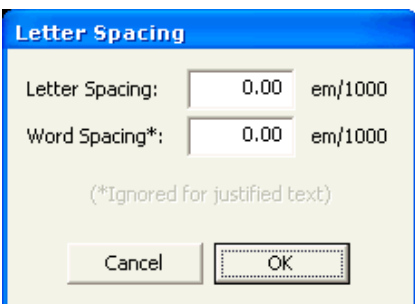 Letter Spacing
Letter Spacing: 0.00 em/1000
Word Spacing*: 0.00 em/1000
(*Ignored for justified text)
Cancel OK